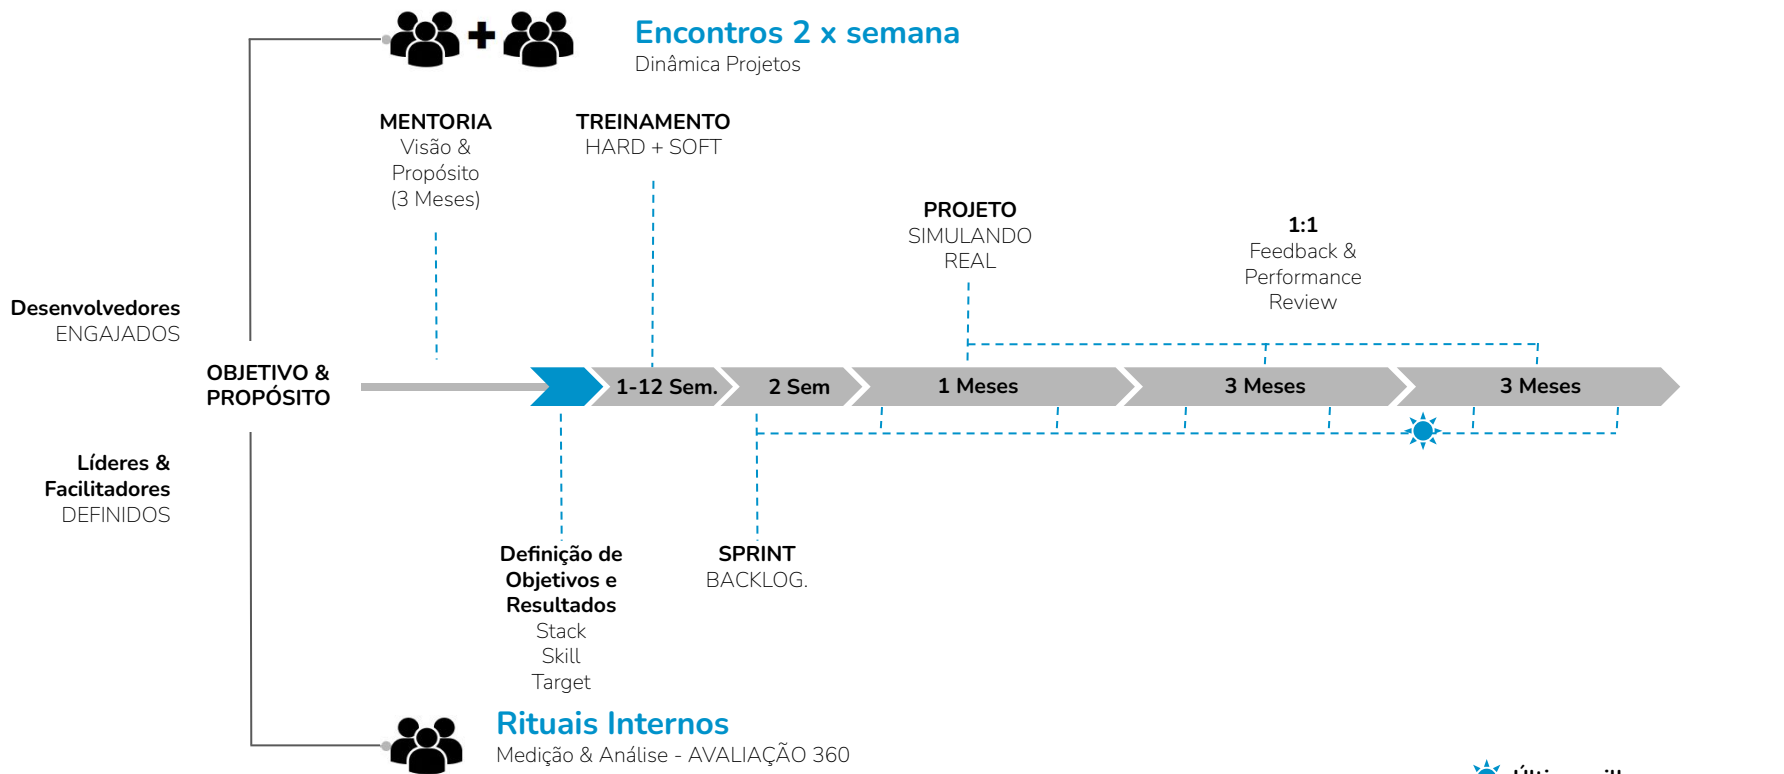 Encontros 2 x semana
Dinâmica Projetos
MENTORIA
Visão &
Propósito
(3 Meses)
TREINAMENTO
HARD + SOFT
PROJETO
SIMULANDO
REAL
1:1
Feedback &
Performance
Review
Desenvolvedores
ENGAJADOS
OBJETIVO &
PROPÓSITO
1-12 Sem.
2 Sem
1 Meses
3 Meses
3 Meses
Líderes &
Facilitadores
DEFINIDOS
Definição de
Objetivos e
Resultados
Stack
Skill
Target
SPRINT
BACKLOG.
Rituais Internos
Medição & Análise - AVALIAÇÃO 360